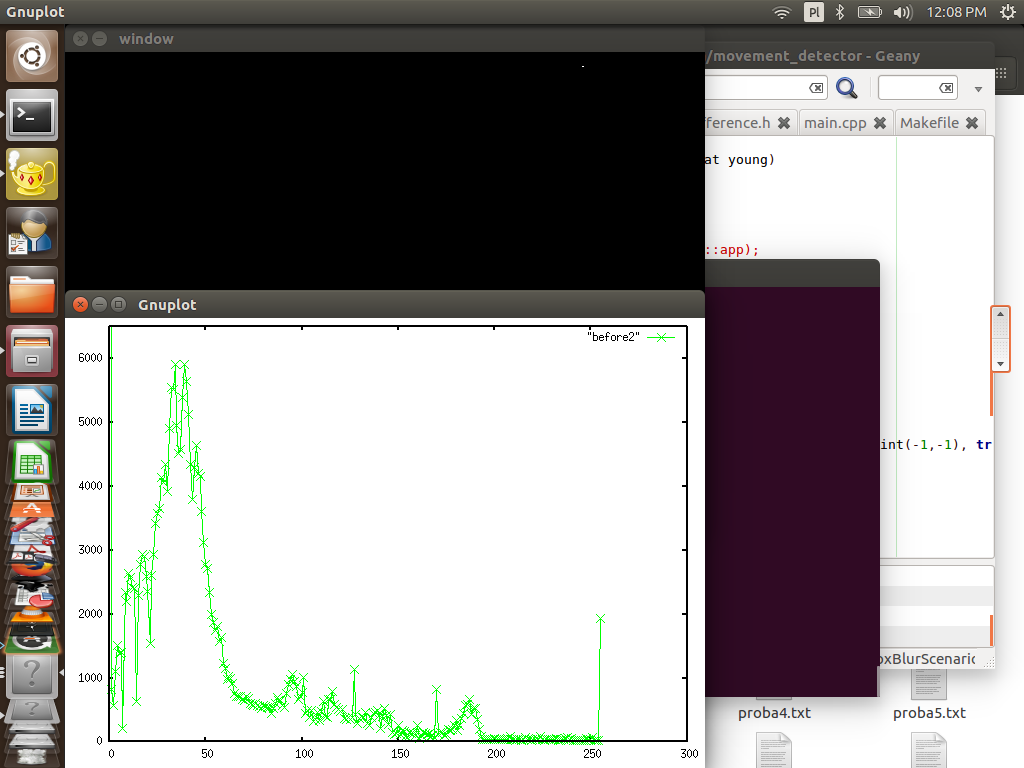 Gnuplot
Pl
12:08 PM
window
/movement_detector - Geany
fference.h
main.cpp
Makefile
at young)
::app);
Gnuplot
"before2"
6000
5000
4000
3000
2000
1000
0
0
50
100
150
200
250
300
int(-1,-1), tr
oxBlurScenario
proba4.txt
proba5.txt